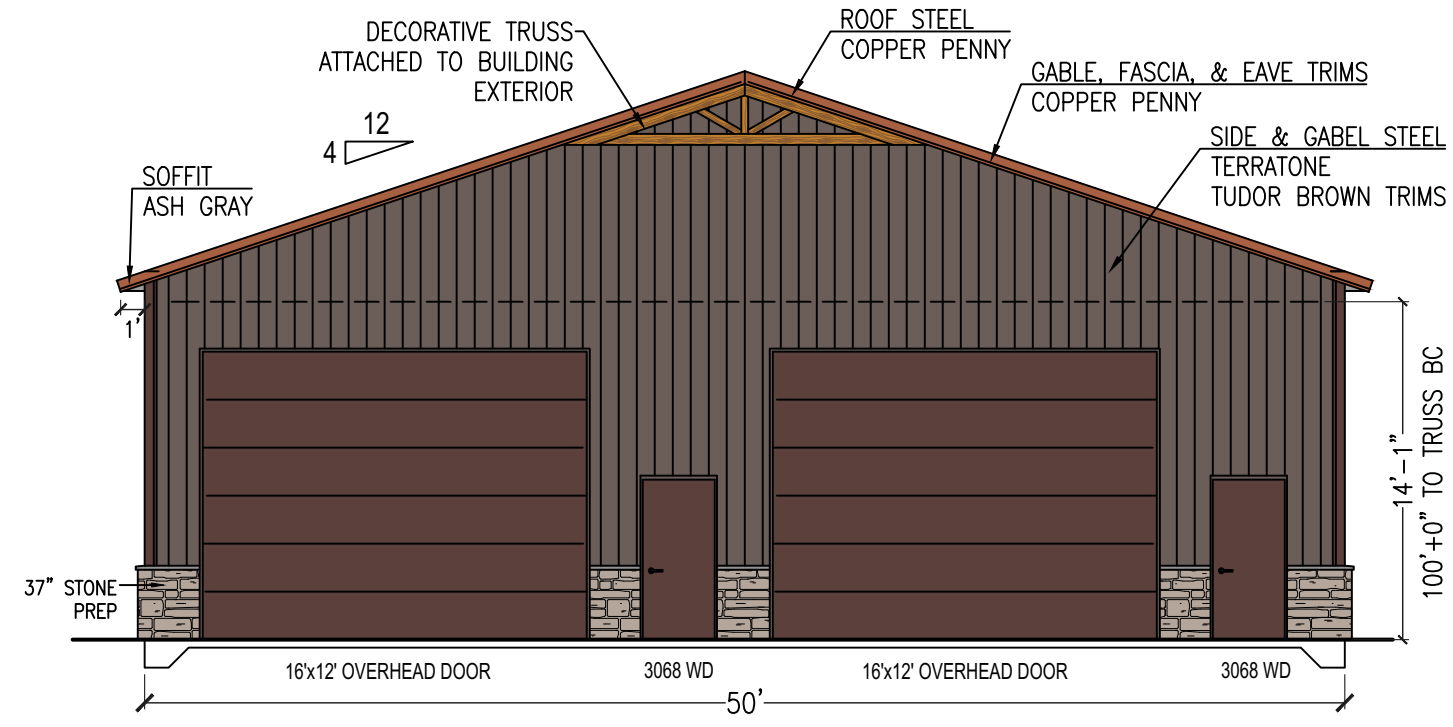 DECORATIVE TRUSS
ATTACHED TO BUILDING
EXTERIOR
ROOF STEEL
COPPER PENNY
GABLE, FASCIA, & EAVE TRIMS
COPPER PENNY
SIDE & GABEL STEEL
TERRATONE
TUDOR BROWN TRIMS
12
4
SOFFIT
ASH GRAY
1'
14'-1"
100'+0" TO TRUSS BC
37" STONE
PREP
16'x12' OVERHEAD DOOR
3068 WD
16'x12' OVERHEAD DOOR
3068 WD
50'